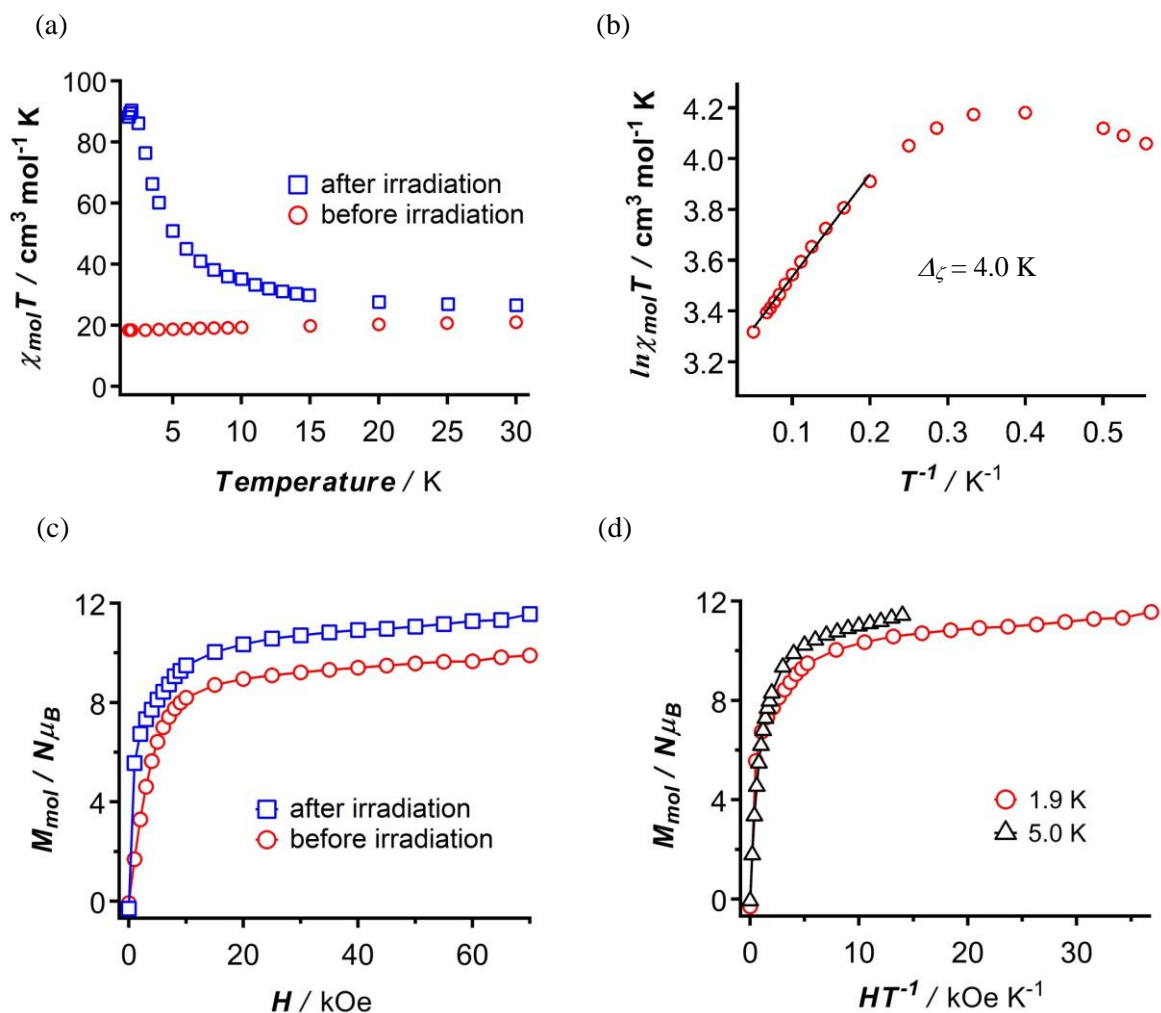 (a)
100
80
60
40
20
0
χmolT / cm³ mol⁻¹ K
after irradiation
before irradiation
5 10 15 20 25 30
Temperature / K
(b)
4.2
4.0
3.8
3.6
3.4
3.2
lnχmolT / cm³ mol⁻¹ K
Δζ = 4.0 K
0.1 0.2 0.3 0.4 0.5
T⁻¹ / K⁻¹
(c)
12
8
4
0
Mmol / NμB
after irradiation
before irradiation
0 20 40 60
H / kOe
(d)
12
8
4
0
Mmol / NμB
1.9 K
5.0 K
0 10 20 30
HT⁻¹ / kOe K⁻¹